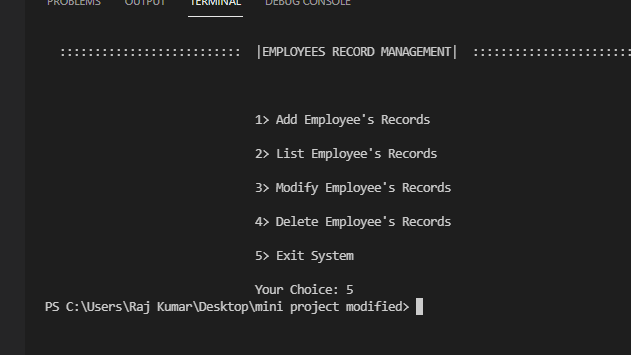 PROBLEMS OUTPUT TERMINAL DEBUG CONSOLE
:::::::::::::::::::::::::: |EMPLOYEES RECORD MANAGEMENT| :::::::::::::::::::::::
1> Add Employee's Records
2> List Employee's Records
3> Modify Employee's Records
4> Delete Employee's Records
5> Exit System
Your Choice: 5
PS C:\Users\Raj Kumar\Desktop\mini project modified>